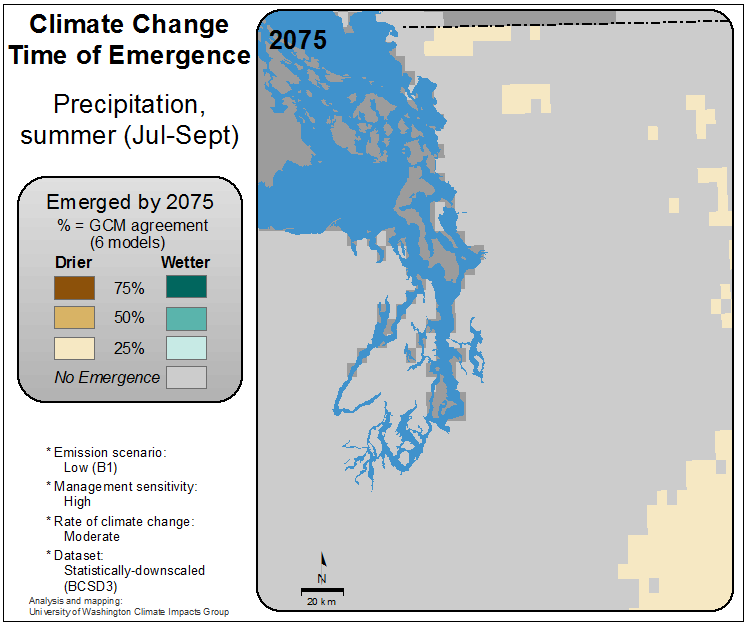 Climate Change
Time of Emergence
Precipitation,
summer (Jul-Sept)
Emerged by 2075
% = GCM agreement
(6 models)
Drier Wetter
75%
50%
25%
No Emergence
* Emission scenario:
Low (B1)
* Management sensitivity:
High
* Rate of climate change:
Moderate
* Dataset:
Statistically-downscaled
(BCSD3)
Analysis and mapping:
University of Washington Climate Impacts Group
2075
N
20 km